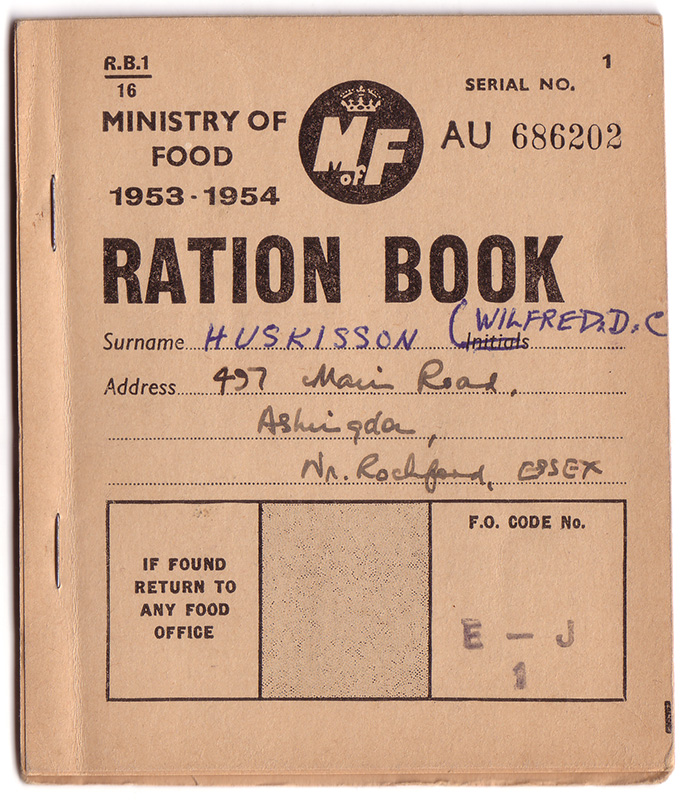 R.B.1
16
1
MINISTRY OF
FOOD
1953-1954
M OF F
SERIAL NO.
AU 686202
RATION BOOK
Surname HUSKISSON (WILFRED.D.C
Initials
Address 497 Main Road,
Ashingdon,
Nr. Rochford, ESSEX
IF FOUND
RETURN TO
ANY FOOD
OFFICE
F.O. CODE No.
E — J
1